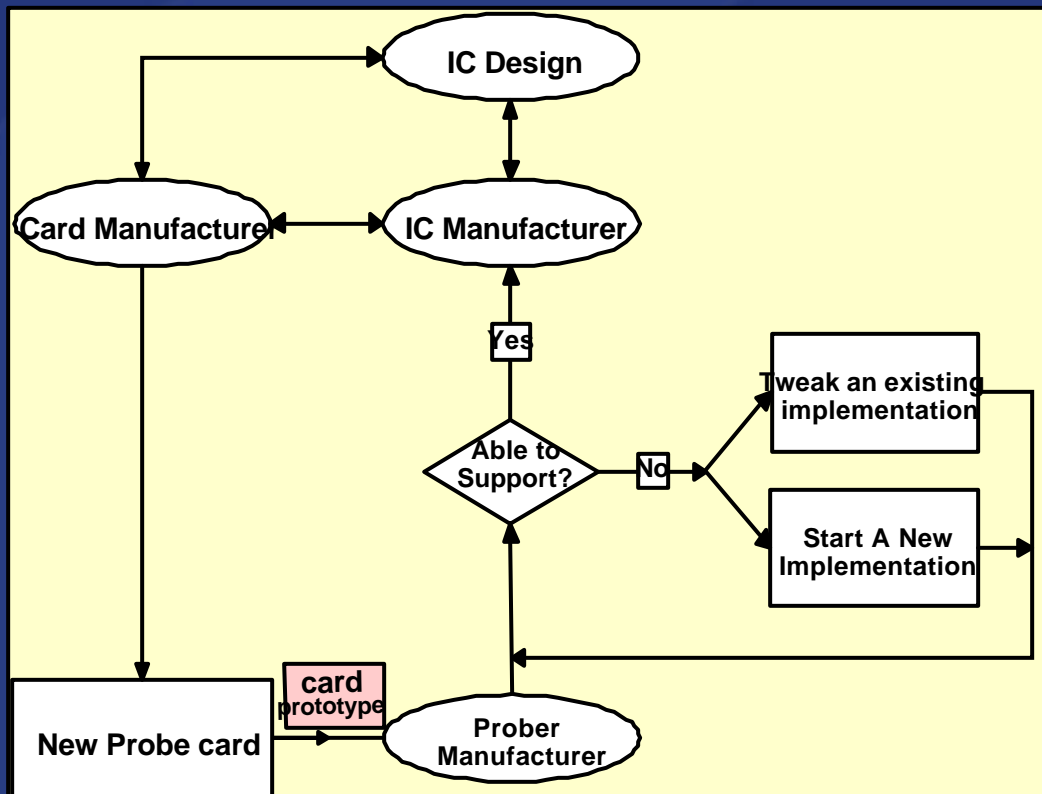 IC Design
Card Manufacturer
IC Manufacturer
Yes
Tweak an existing
implementation
Able to
Support?
No
Start A New
Implementation
card
prototype
New Probe card
Prober
Manufacturer